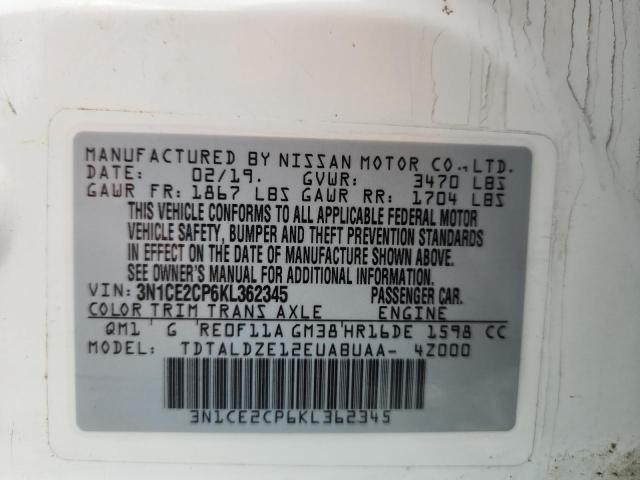 MANUFACTURED BY NISSAN MOTOR CO., LTD.
DATE: 02/19. GVWR: 3470 LBS
GAWR FR: 1867 LBS GAWR RR: 1704 LBS
THIS VEHICLE CONFORMS TO ALL APPLICABLE FEDERAL MOTOR
VEHICLE SAFETY, BUMPER AND THEFT PREVENTION STANDARDS
IN EFFECT ON THE DATE OF MANUFACTURE SHOWN ABOVE.
SEE OWNER'S MANUAL FOR ADDITIONAL INFORMATION.
VIN: 3N1CE2CP6KL362345 PASSENGER CAR.
COLOR TRIM TRANS AXLE ENGINE
QM1 G RE0F11A GM38 HR16DE 1598 CC
MODEL: TDTALDZE12EUA8UAA- 4Z000
3N1CE2CP6KL362345